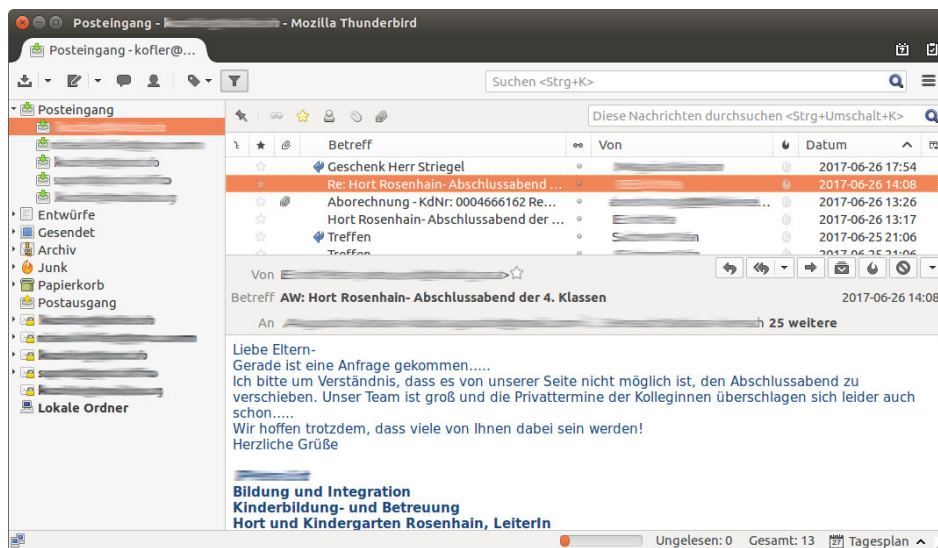 Posteingang - - Mozilla Thunderbird
Posteingang - kofler@...
Suchen <Strg+K>
Posteingang
Entwürfe
Gesendet
Archiv
Junk
Papierkorb
Postausgang
Lokale Ordner
Diese Nachrichten durchsuchen <Strg+Umschalt+K>
Betreff Von Datum
Geschenk Herr Striegel 2017-06-26 17:54
Re: Hort Rosenhain- Abschlussabend ... 2017-06-26 14:08
Aborechnung - KdNr: 0004666162 Re... 2017-06-26 13:26
Hort Rosenhain- Abschlussabend der ... 2017-06-26 13:17
Treffen 2017-06-25 21:06
Treffen 2017-06-25 21:06
Von
Betreff AW: Hort Rosenhain- Abschlussabend der 4. Klassen 2017-06-26 14:08
An 25 weitere
Liebe Eltern-
Gerade ist eine Anfrage gekommen.....
Ich bitte um Verständnis, dass es von unserer Seite nicht möglich ist, den Abschlussabend zu
verschieben. Unser Team ist groß und die Privattermine der Kolleginnen überschlagen sich leider auch
schon.....
Wir hoffen trotzdem, dass viele von Ihnen dabei sein werden!
Herzliche Grüße
Bildung und Integration
Kinderbildung- und Betreuung
Hort und Kindergarten Rosenhain, LeiterIn
Ungelesen: 0 Gesamt: 13 Tagesplan